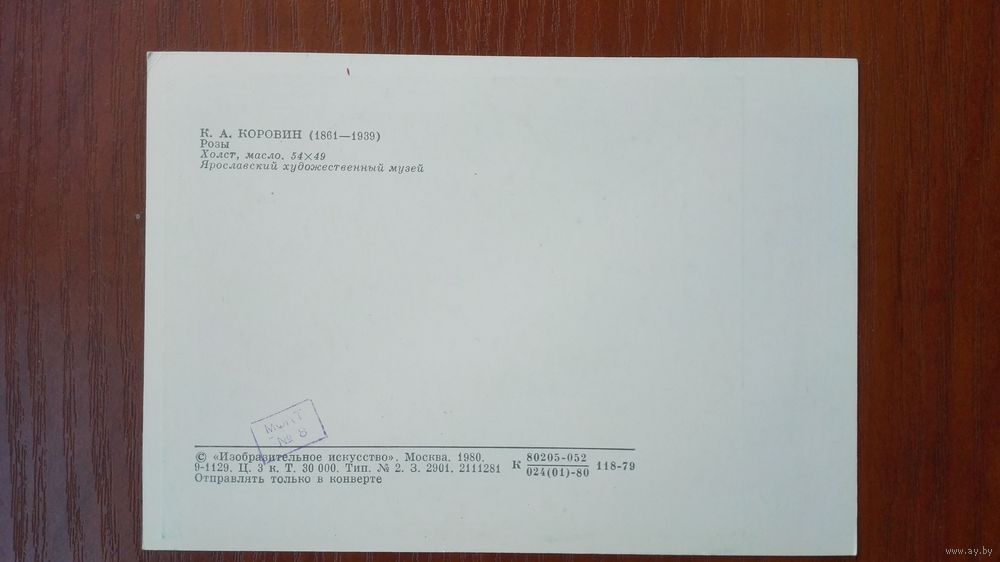 К. А. КОРОВИН (1861—1939)
Розы
Холст, масло. 54×49
Ярославский художественный музей
№ 8
© «Изобразительное искусство». Москва. 1980.
9-1129. Ц. 3 к. Т. 30 000. Тип. № 2. З. 2901. 2111281
Отправлять только в конверте
К 80205-052 118-79
024(01)-80
www.ay.by